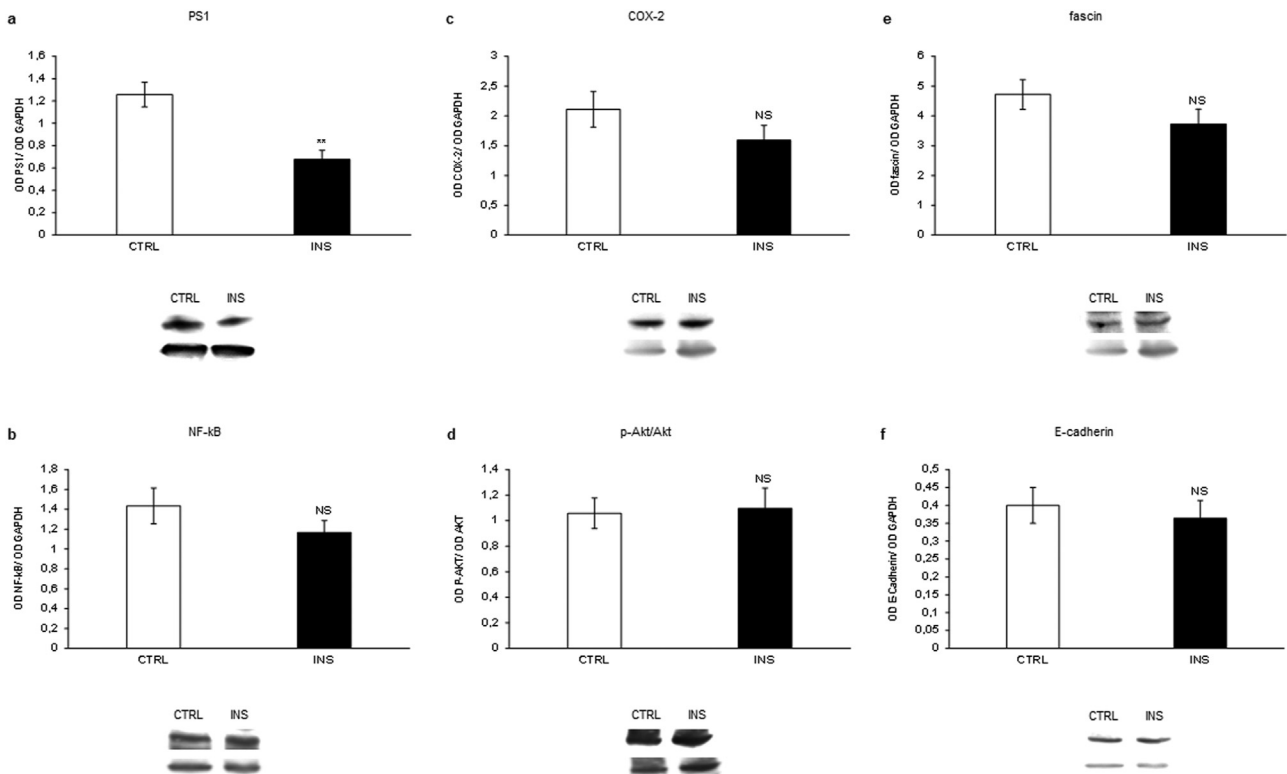 a
PS1
OD PS1/ OD GAPDH
1,6
1,4
1,2
1
0,8
0,6
0,4
0,2
0
**
CTRL
INS
CTRL INS
c
COX-2
OD COX-2/ OD GAPDH
3
2,5
2
1,5
1
0,5
0
NS
CTRL
INS
CTRL INS
e
fascin
OD fascin/ OD GAPDH
6
5
4
3
2
1
0
NS
CTRL
INS
CTRL INS
b
NF-kB
OD NF-kB/ OD GAPDH
1,8
1,6
1,4
1,2
1
0,8
0,6
0,4
0,2
0
NS
CTRL
INS
CTRL INS
d
p-Akt/Akt
OD P-AKT/ OD AKT
1,4
1,2
1
0,8
0,6
0,4
0,2
0
NS
CTRL
INS
CTRL INS
f
E-cadherin
OD E-Cadherin/ OD GAPDH
0,5
0,45
0,4
0,35
0,3
0,25
0,2
0,15
0,1
0,05
0
NS
CTRL
INS
CTRL INS